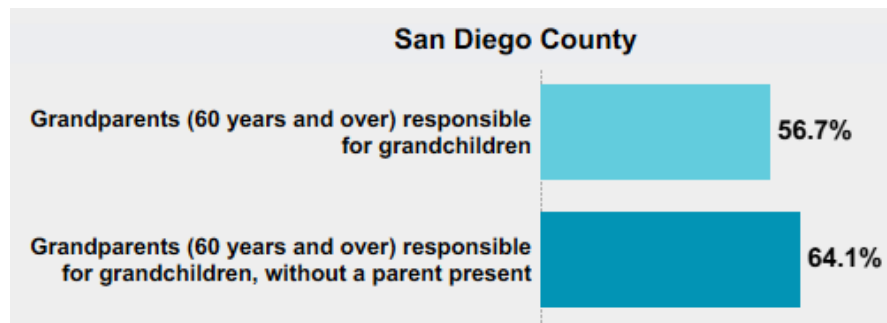 San Diego County
Grandparents (60 years and over) responsible
for grandchildren
56.7%
Grandparents (60 years and over) responsible
for grandchildren, without a parent present
64.1%